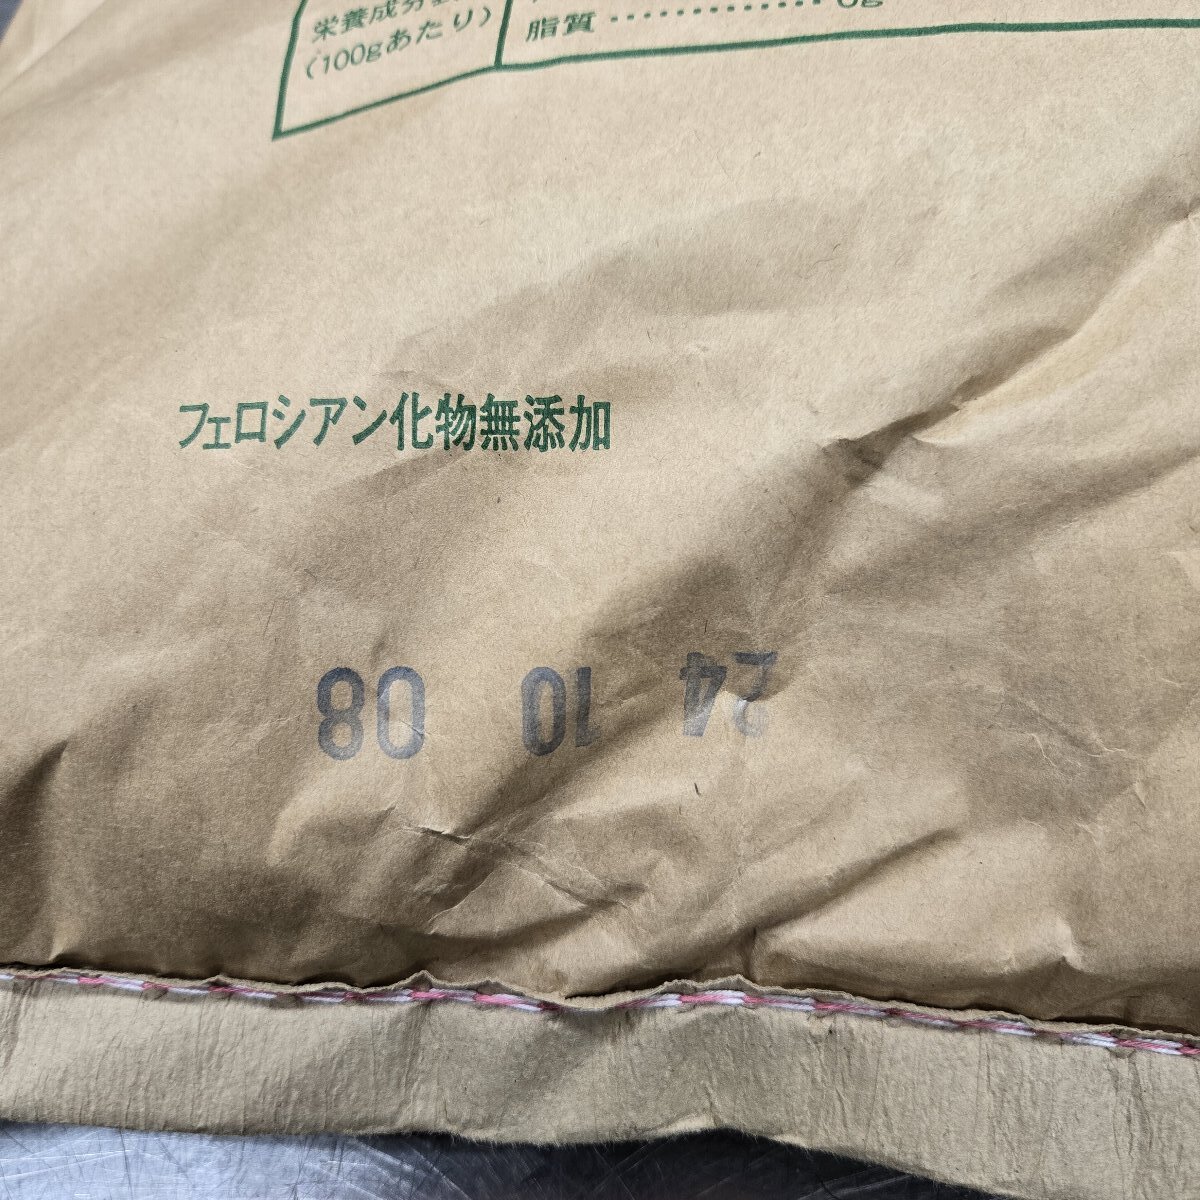 栄養成分
(100gあたり)
脂質 ・・・・・・・・・・・・・・ 0g
フェロシアン化物無添加
24 10 08